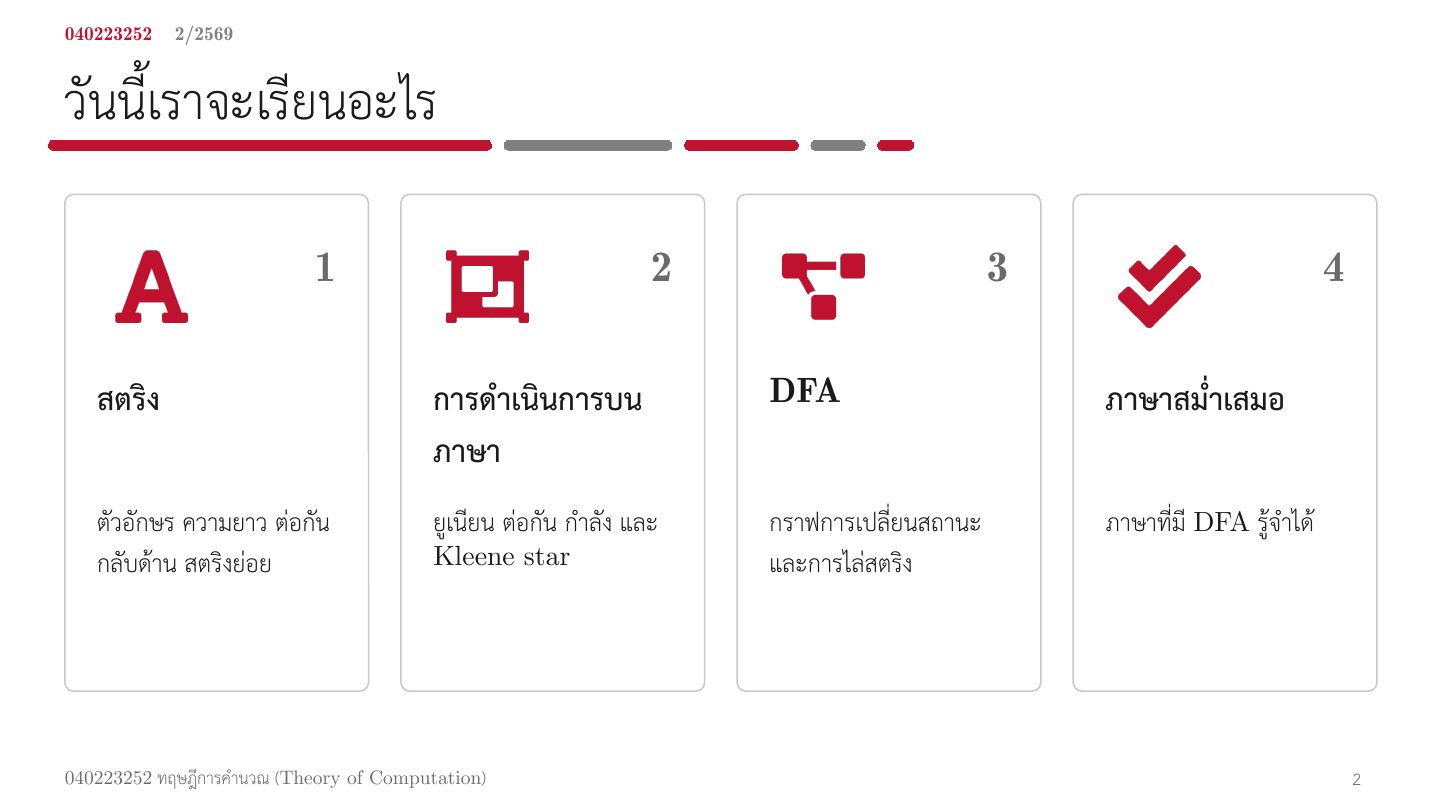 040223252 2/2569
วันนี้เราจะเรียนอะไร
1
สตริง
ตัวอักษร ความยาว ต่อกัน
กลับด้าน สตริงย่อย
2
การดำเนินการบน
ภาษา
ยูเนียน ต่อกัน กำลัง และ
Kleene star
3
DFA
กราฟการเปลี่ยนสถานะ
และการไล่สตริง
4
ภาษาสม่ำเสมอ
ภาษาที่มี DFA รู้จำได้
040223252 ทฤษฎีการคำนวณ (Theory of Computation)
2